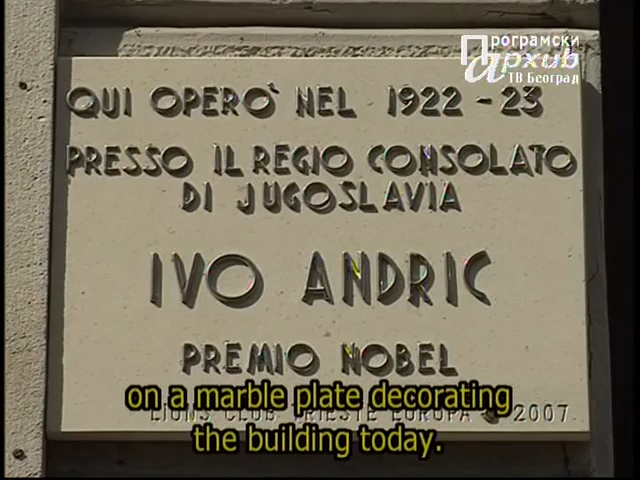 Програмски
Архив
ТВ Београд
QUI OPERO' NEL 1922 - 23
PRESSO IL REGIO CONSOLATO
DI JUGOSLAVIA
IVO ANDRIC
PREMIO NOBEL
LIONS CLUB TRIESTE EUROPA 2007.
on a marble plate decorating
the building today.